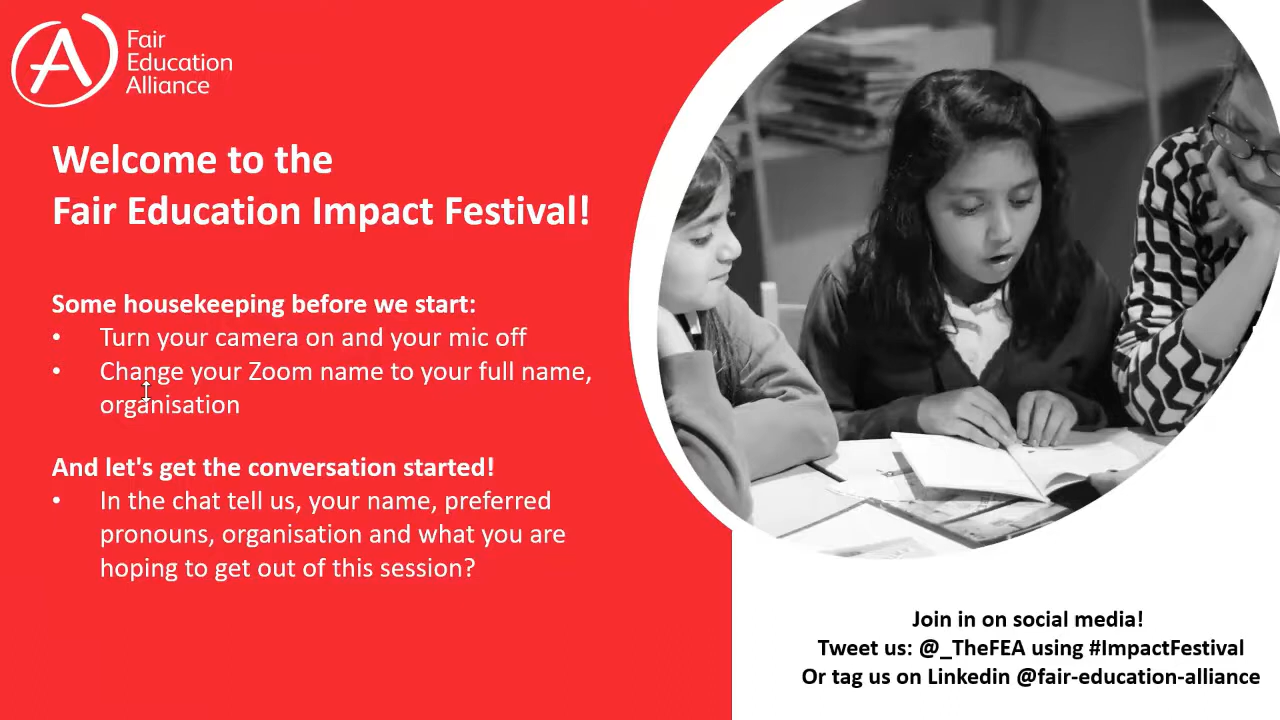 Fair
Education
Alliance
Welcome to the
Fair Education Impact Festival!
Some housekeeping before we start:
• Turn your camera on and your mic off
• Change your Zoom name to your full name,
organisation
And let's get the conversation started!
• In the chat tell us, your name, preferred
pronouns, organisation and what you are
hoping to get out of this session?
Join in on social media!
Tweet us: @_TheFEA using #ImpactFestival
Or tag us on Linkedin @fair-education-alliance